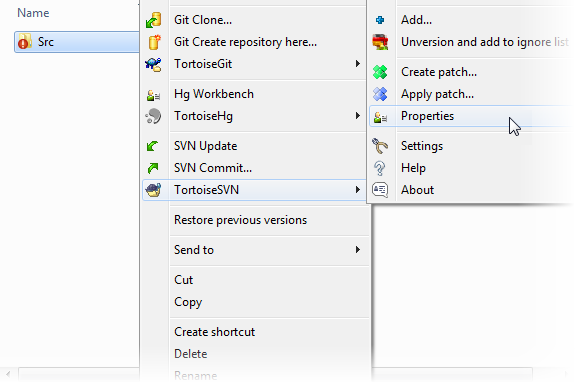 Name
Src
Git Clone...
Git Create repository here...
TortoiseGit
Hg Workbench
TortoiseHg
SVN Update
SVN Commit...
TortoiseSVN
Restore previous versions
Send to
Cut
Copy
Create shortcut
Delete
Rename
Add...
Unversion and add to ignore list
Create patch...
Apply patch...
Properties
Settings
Help
About